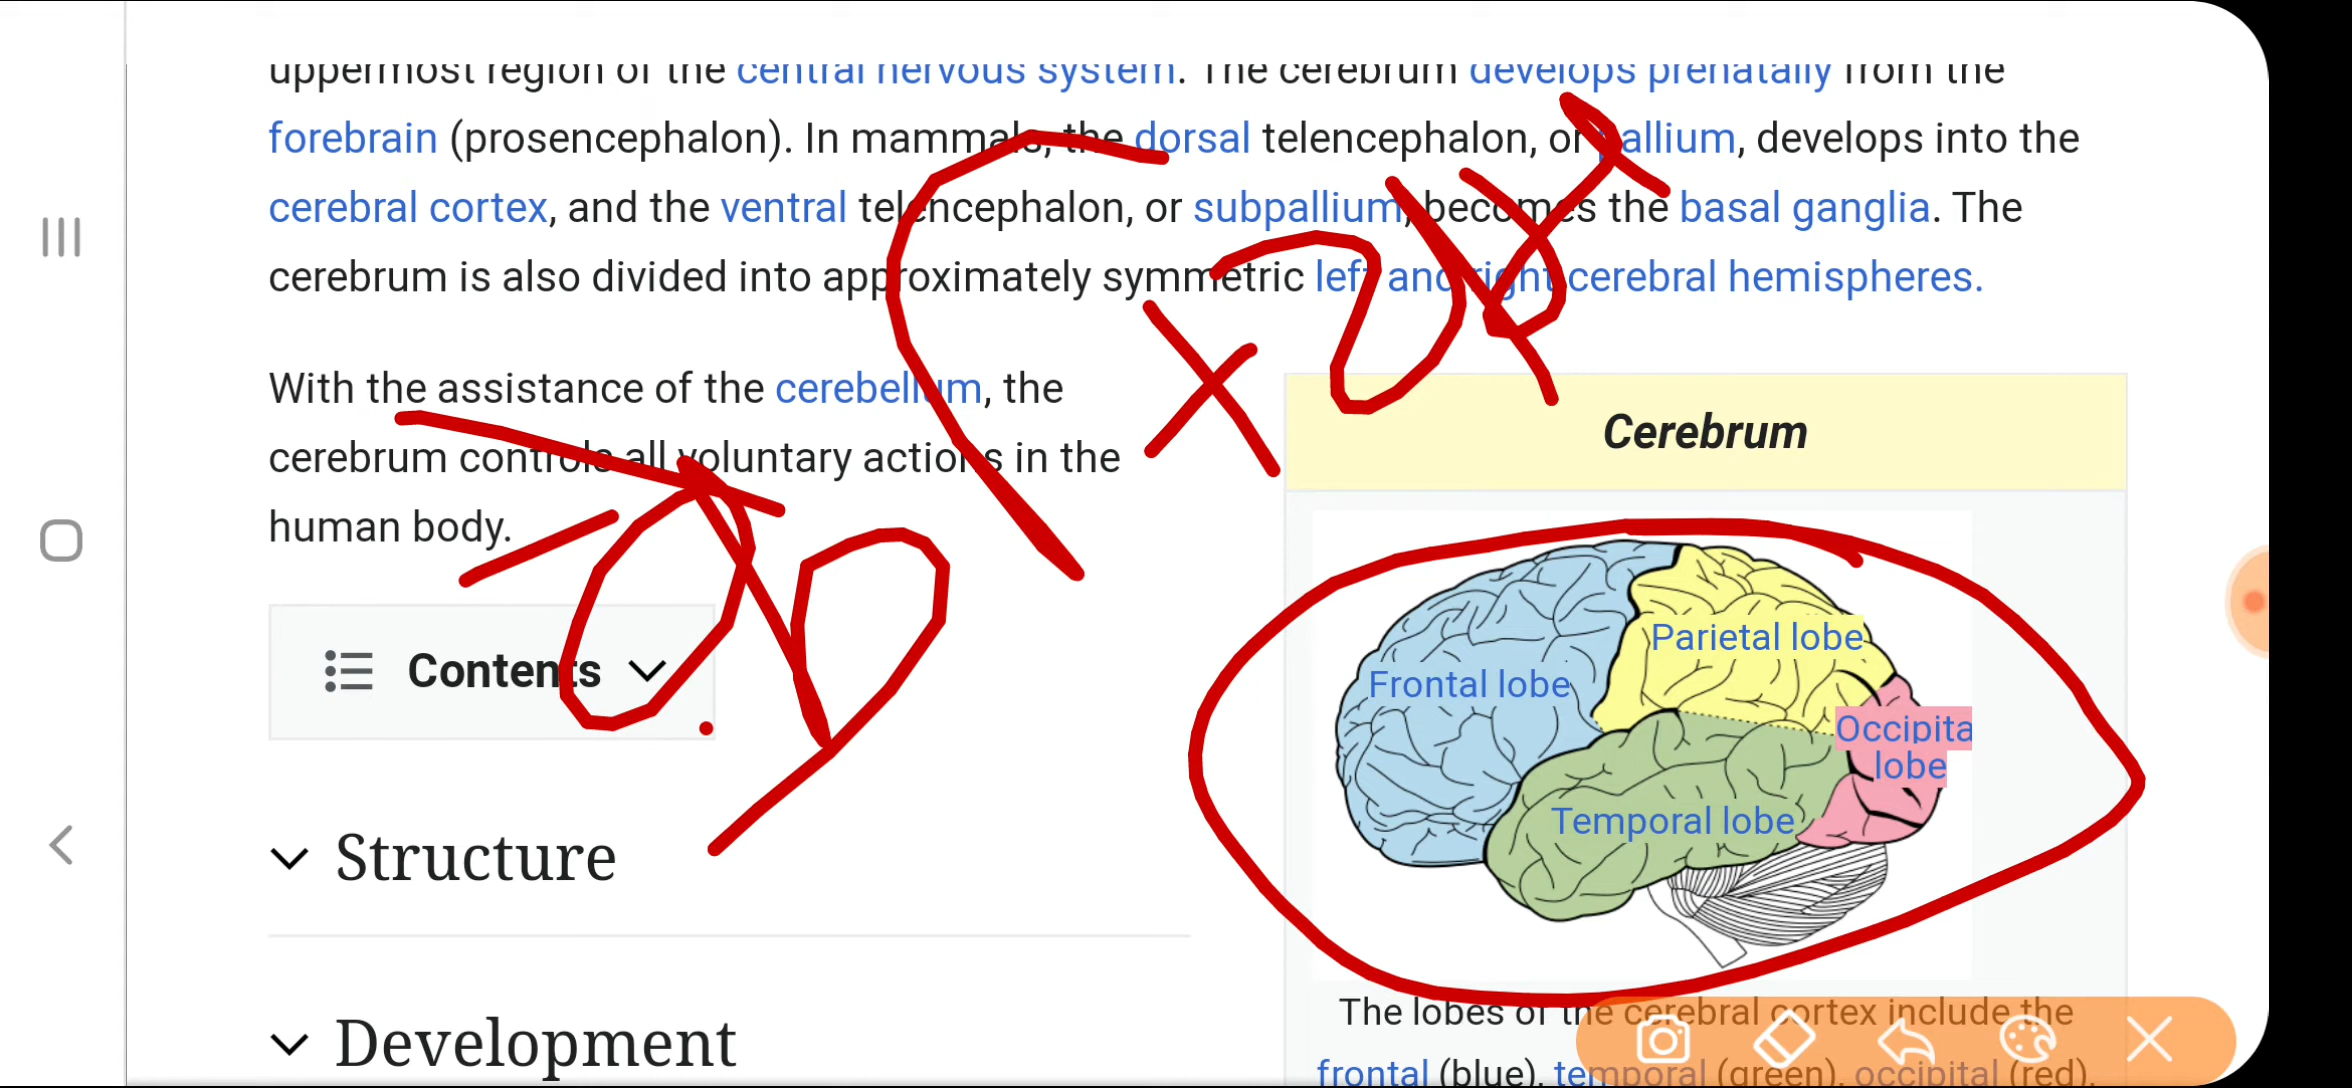 uppermost region of the central nervous system. The cerebrum develops prenatally from the
forebrain (prosencephalon). In mammals, the dorsal telencephalon, or pallium, develops into the
cerebral cortex, and the ventral telencephalon, or subpallium, becomes the basal ganglia. The
cerebrum is also divided into approximately symmetric left and right cerebral hemispheres.
With the assistance of the cerebellum, the
cerebrum controls all voluntary actions in the
human body.
Contents
Structure
Development
Cerebrum
Frontal lobe
Parietal lobe
Occipita
lobe
Temporal lobe
The lobes of the cerebral cortex include the
frontal (blue), temporal (green), occipital (red),